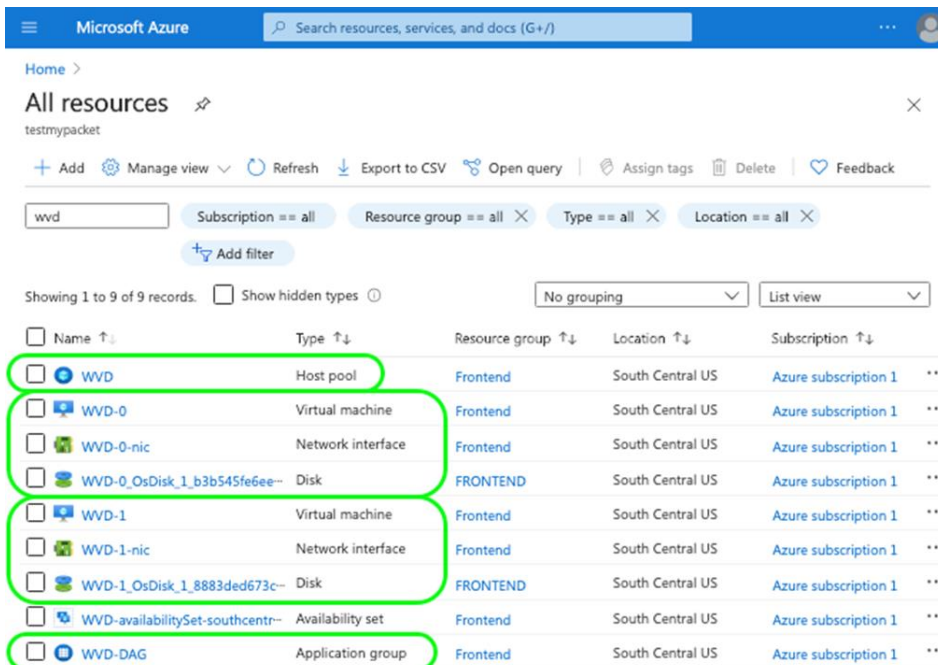 Microsoft Azure Search resources, services, and docs (G+/) ...
Home >
All resources
testmypacket
+ Add Manage view Refresh Export to CSV Open query Assign tags Delete Feedback
wvd Subscription == all Resource group == all Type == all Location == all
Add filter
Showing 1 to 9 of 9 records. Show hidden types No grouping List view
Name Type Resource group Location Subscription
WVD Host pool Frontend South Central US Azure subscription 1
WVD-0 Virtual machine Frontend South Central US Azure subscription 1
WVD-0-nic Network interface Frontend South Central US Azure subscription 1
WVD-0_OsDisk_1_b3b545fe6ee··· Disk FRONTEND South Central US Azure subscription 1
WVD-1 Virtual machine Frontend South Central US Azure subscription 1
WVD-1-nic Network interface Frontend South Central US Azure subscription 1
WVD-1_OsDisk_1_8883ded673c··· Disk FRONTEND South Central US Azure subscription 1
WVD-availabilitySet-southcentr··· Availability set Frontend South Central US Azure subscription 1
WVD-DAG Application group Frontend South Central US Azure subscription 1